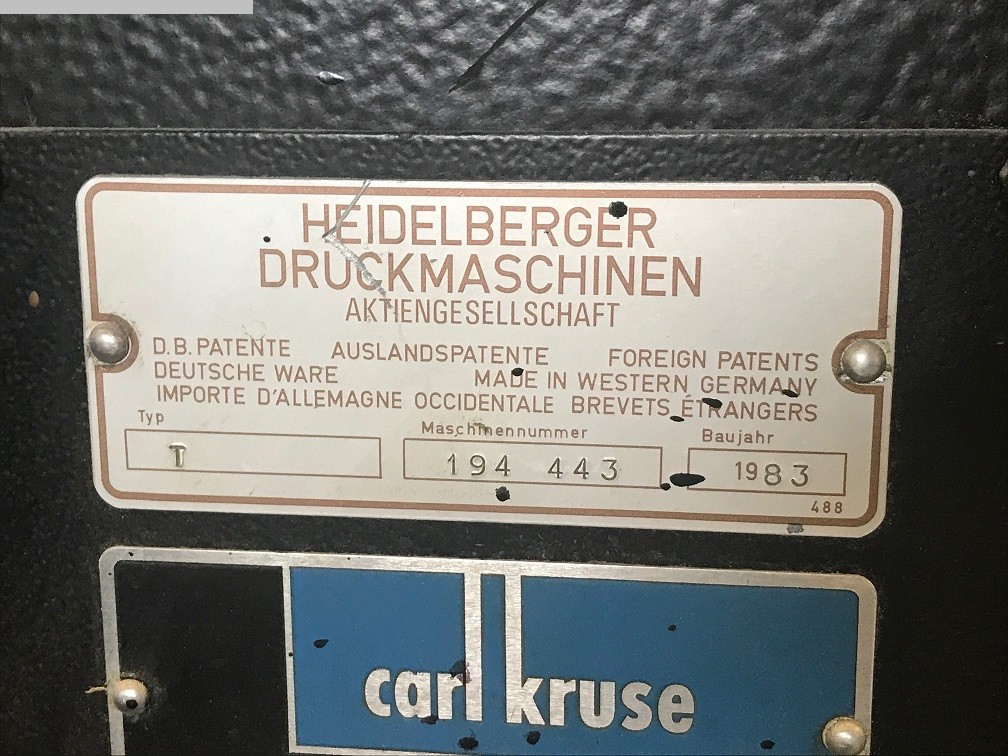 HEIDELBERGER
DRUCKMASCHINEN
AKTIENGESELLSCHAFT
D.B. PATENTE AUSLANDSPATENTE FOREIGN PATENTS
DEUTSCHE WARE MADE IN WESTERN GERMANY
IMPORTE D'ALLEMAGNE OCCIDENTALE BREVETS ÉTRANGERS
Typ Maschinennummer Baujahr
T 194 443 1983
488
carl kruse